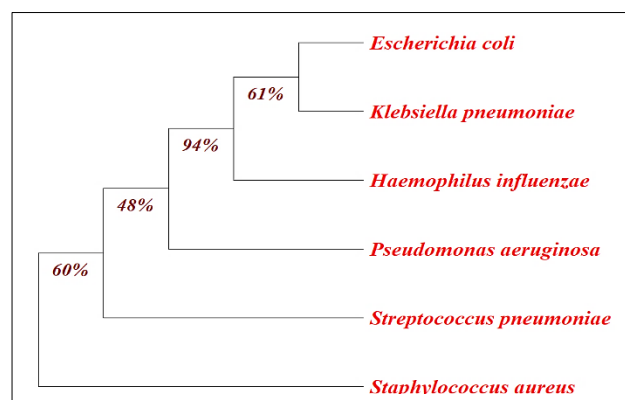 Escherichia coli
61%
Klebsiella pneumoniae
94%
Haemophilus influenzae
48%
Pseudomonas aeruginosa
60%
Streptococcus pneumoniae
Staphylococcus aureus